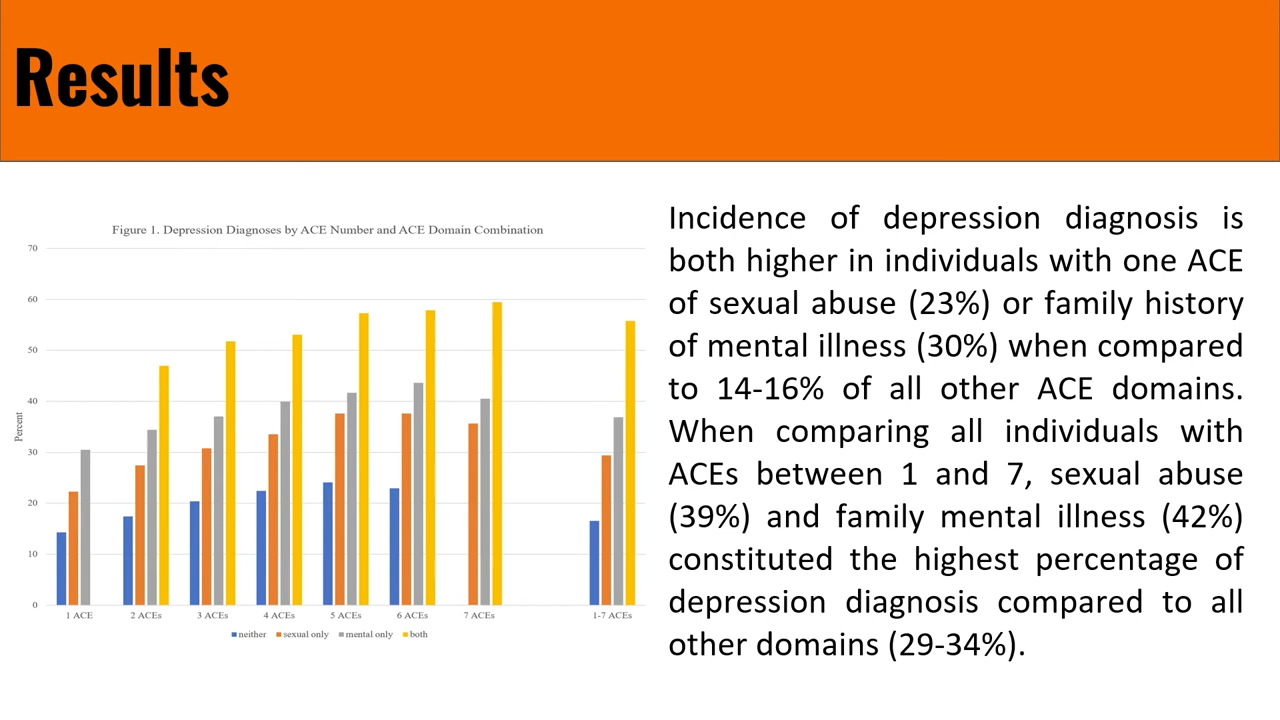 Results
Figure 1. Depression Diagnoses by ACE Number and ACE Domain Combination
70
60
50
40
30
20
10
0
Percent
1 ACE
2 ACEs
3 ACEs
4 ACEs
5 ACEs
6 ACEs
7 ACEs
1-7 ACEs
neither
sexual only
mental only
both
Incidence of depression diagnosis is
both higher in individuals with one ACE
of sexual abuse (23%) or family history
of mental illness (30%) when compared
to 14-16% of all other ACE domains.
When comparing all individuals with
ACEs between 1 and 7, sexual abuse
(39%) and family mental illness (42%)
constituted the highest percentage of
depression diagnosis compared to all
other domains (29-34%).